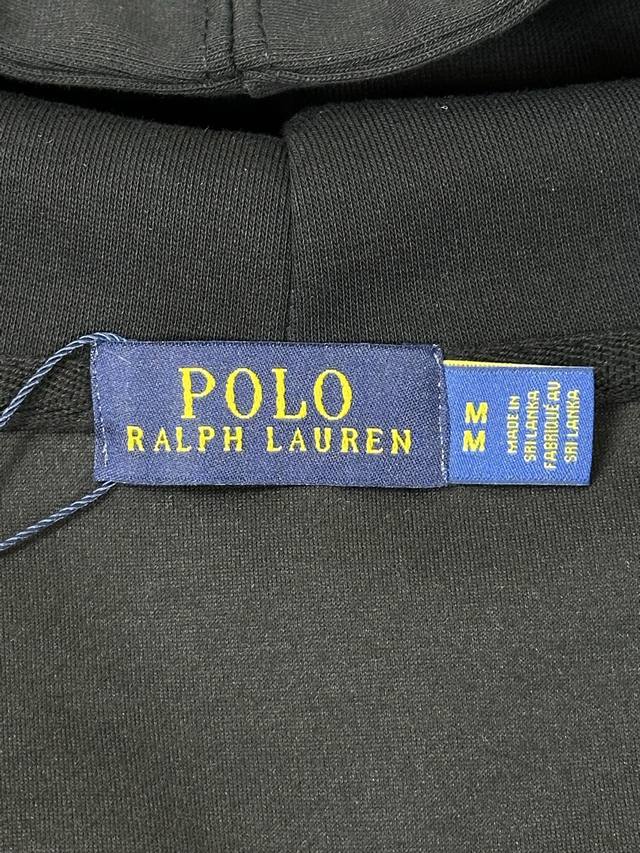 POLO
RALPH LAUREN
M
M
MADE IN
SRI LANKA
FABRIQUÉ AU
SRI LANKA